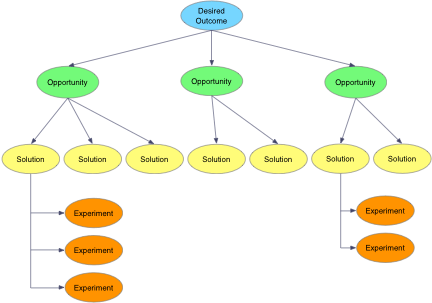 Desired
Outcome
Opportunity
Opportunity
Opportunity
Solution
Solution
Solution
Solution
Solution
Solution
Solution
Experiment
Experiment
Experiment
Experiment
Experiment